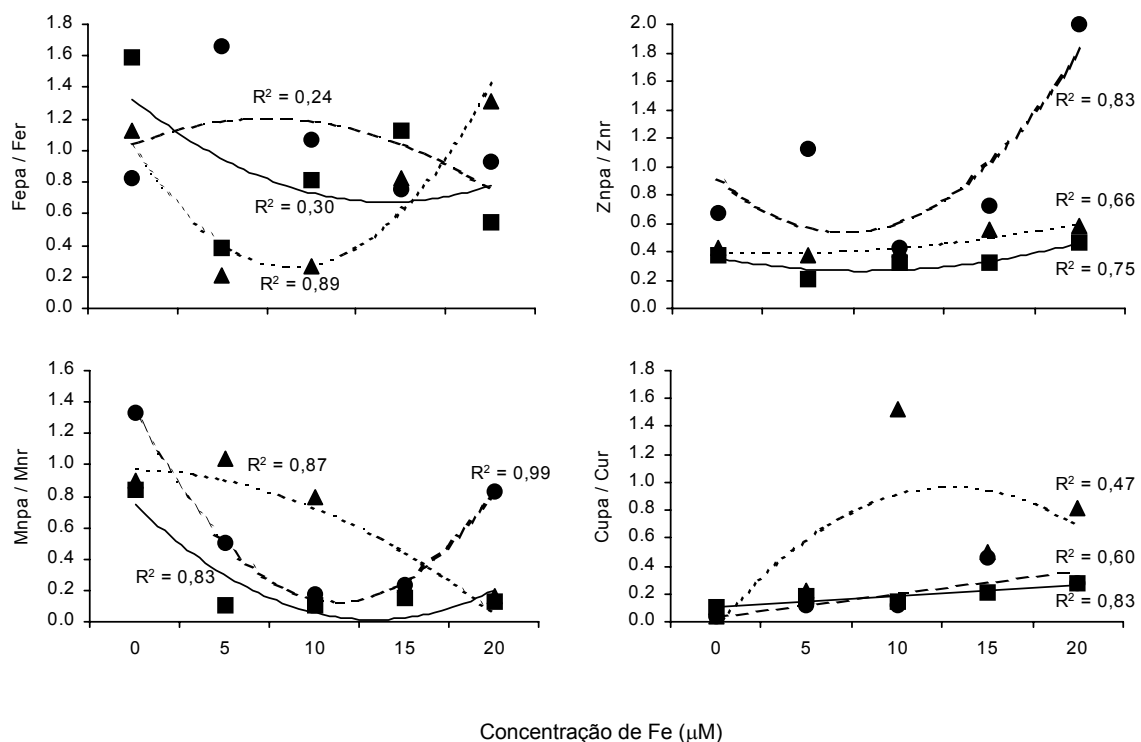 Fepa / Fer
1.8
1.6
1.4
1.2
1.0
0.8
0.6
0.4
0.2
0.0
R² = 0,24
R² = 0,30
R² = 0,89
Znpa / Znr
2.0
1.8
1.6
1.4
1.2
1.0
0.8
0.6
0.4
0.2
0.0
R² = 0,83
R² = 0,66
R² = 0,75
Mnpa / Mnr
1.6
1.4
1.2
1.0
0.8
0.6
0.4
0.2
0.0
R² = 0,87
R² = 0,99
R² = 0,83
0 5 10 15 20
Cupa / Cur
1.8
1.6
1.4
1.2
1.0
0.8
0.6
0.4
0.2
0.0
R² = 0,47
R² = 0,60
R² = 0,83
0 5 10 15 20
Concentração de Fe (μM)